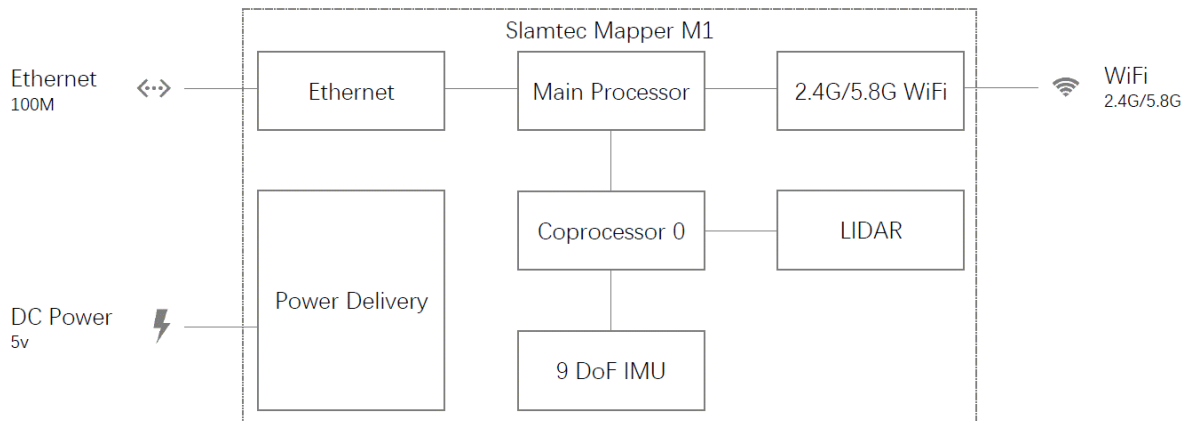 Slamtec Mapper M1
Ethernet
100M
Ethernet
Main Processor
2.4G/5.8G WiFi
WiFi
2.4G/5.8G
Coprocessor 0
LIDAR
Power Delivery
DC Power
5v
9 DoF IMU